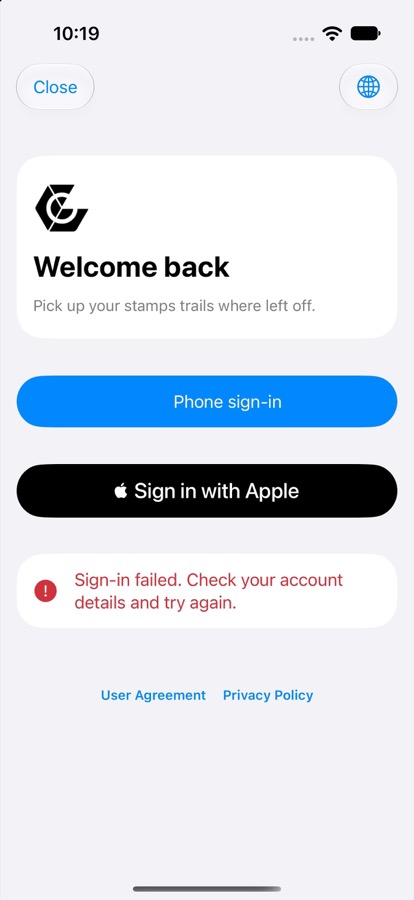 10:19
Close
Welcome back
Pick up your stamps trails where left off.
Phone sign-in
Sign in with Apple
Sign-in failed. Check your account
details and try again.
User Agreement Privacy Policy